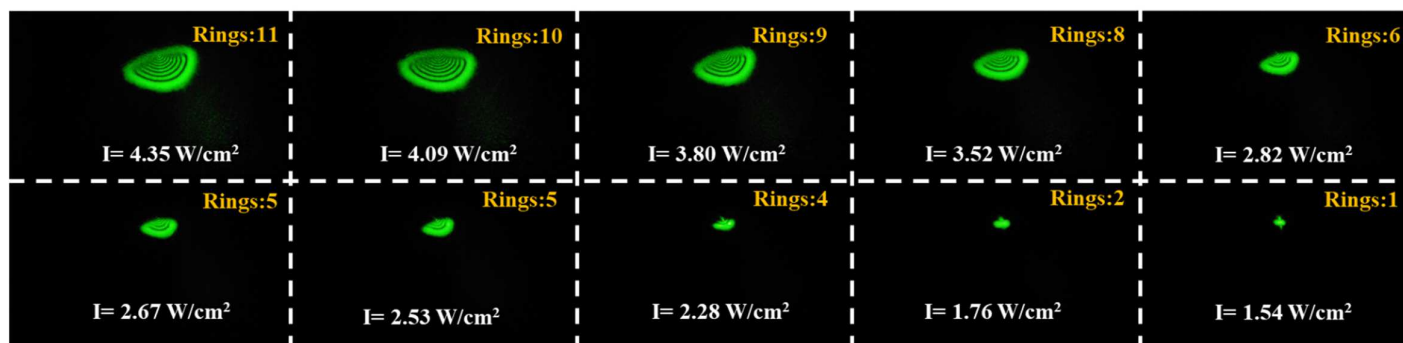 Rings:11
I= 4.35 W/cm²
Rings:10
I= 4.09 W/cm²
Rings:9
I= 3.80 W/cm²
Rings:8
I= 3.52 W/cm²
Rings:6
I= 2.82 W/cm²
Rings:5
I= 2.67 W/cm²
Rings:5
I= 2.53 W/cm²
Rings:4
I= 2.28 W/cm²
Rings:2
I= 1.76 W/cm²
Rings:1
I= 1.54 W/cm²